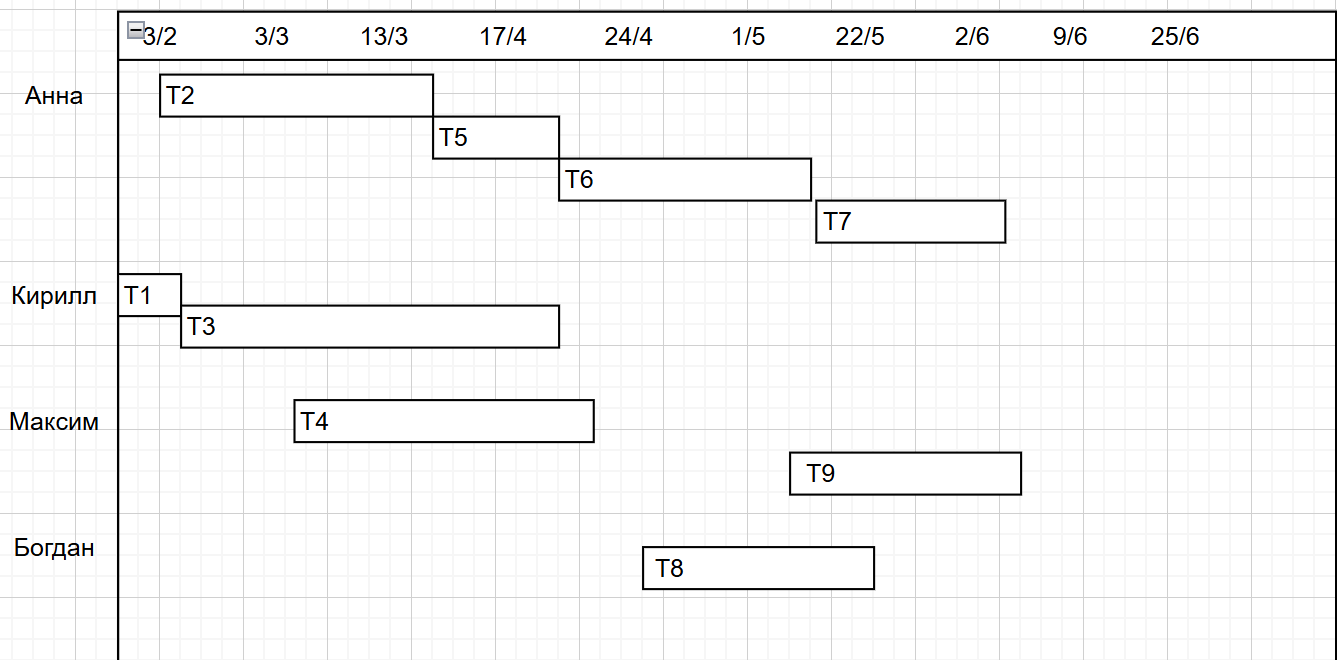 3/2 3/3 13/3 17/4 24/4 1/5 22/5 2/6 9/6 25/6
Анна T2
T5
T6
T7
Кирилл T1
T3
Максим T4
T9
Богдан
T8